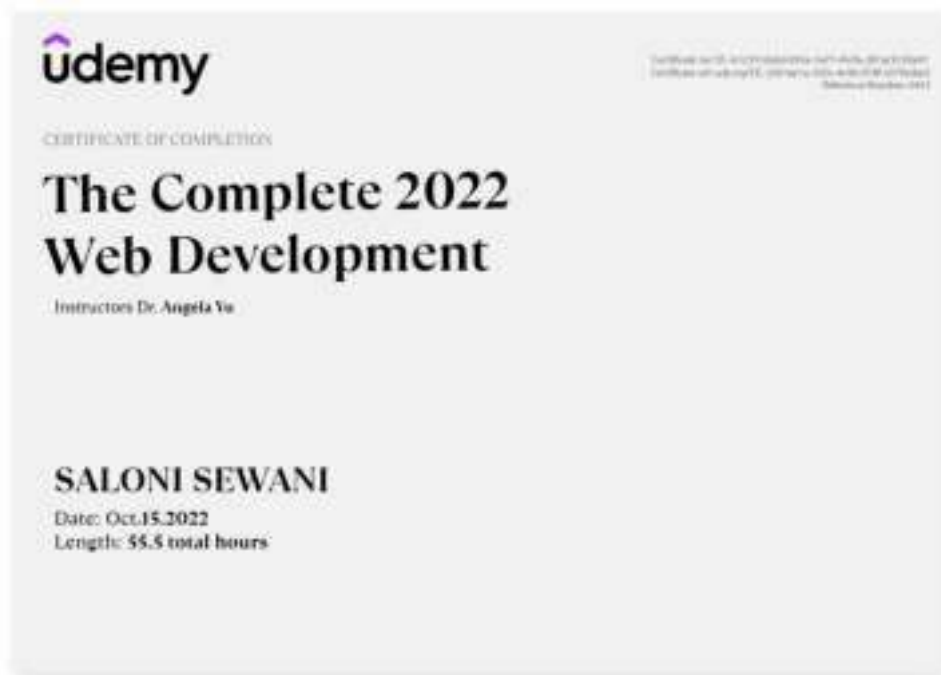 udemy
CERTIFICATE OF COMPLETION
The Complete 2022
Web Development
Instructors Dr. Angela Yu
SALONI SEWANI
Date: Oct.15.2022
Length: 55.5 total hours